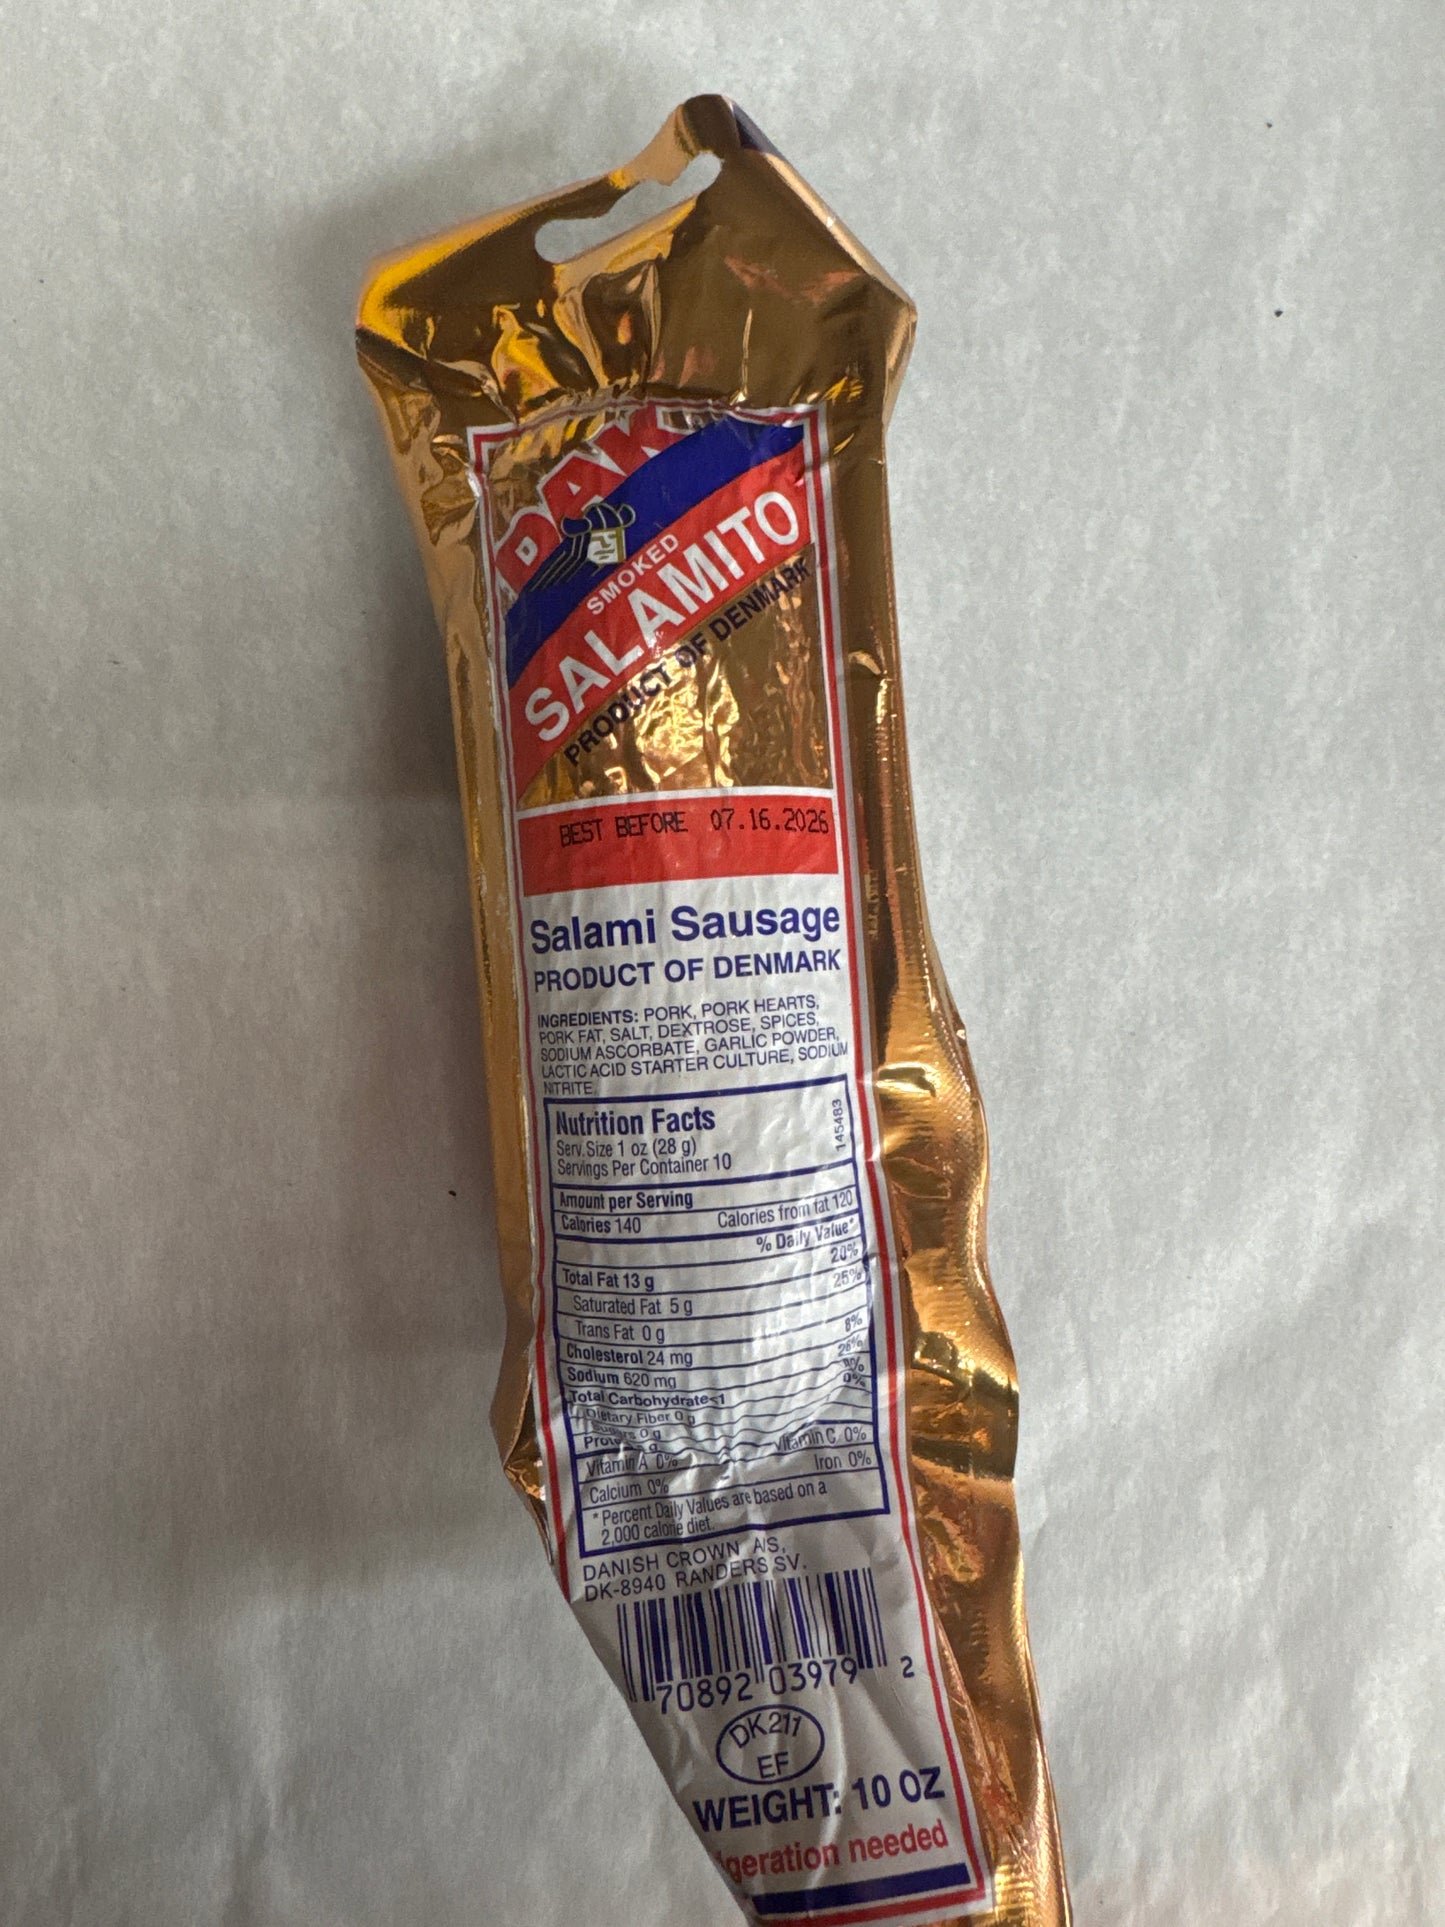 SMOKED
SALAMITO
PRODUCT OF DENMARK
BEST BEFORE 07.16.2026
Salami Sausage
PRODUCT OF DENMARK
INGREDIENTS: PORK, PORK HEARTS,
PORK FAT, SALT, DEXTROSE, SPICES,
SODIUM ASCORBATE, GARLIC POWDER,
LACTIC ACID STARTER CULTURE, SODIUM
NITRITE.
Nutrition Facts
145483
Serv. Size 1 oz (28 g)
Servings Per Container 10
Amount per Serving
Calories 140 Calories from fat 120
% Daily Value*
Total Fat 13 g 20%
Saturated Fat 5 g 25%
Trans Fat 0 g
Cholesterol 24 mg 8%
Sodium 620 mg 26%
Total Carbohydrate<1
Dietary Fiber 0 g 0%
Sugars 0 g
Vitamin A 0% Vitamin C 0%
Calcium 0% Iron 0%
* Percent Daily Values are based on a
2,000 calorie diet.
DANISH CROWN A/S,
DK-8940 RANDERS SV.
70892 03979 2
DK 211
EF
WEIGHT: 10 OZ
needed